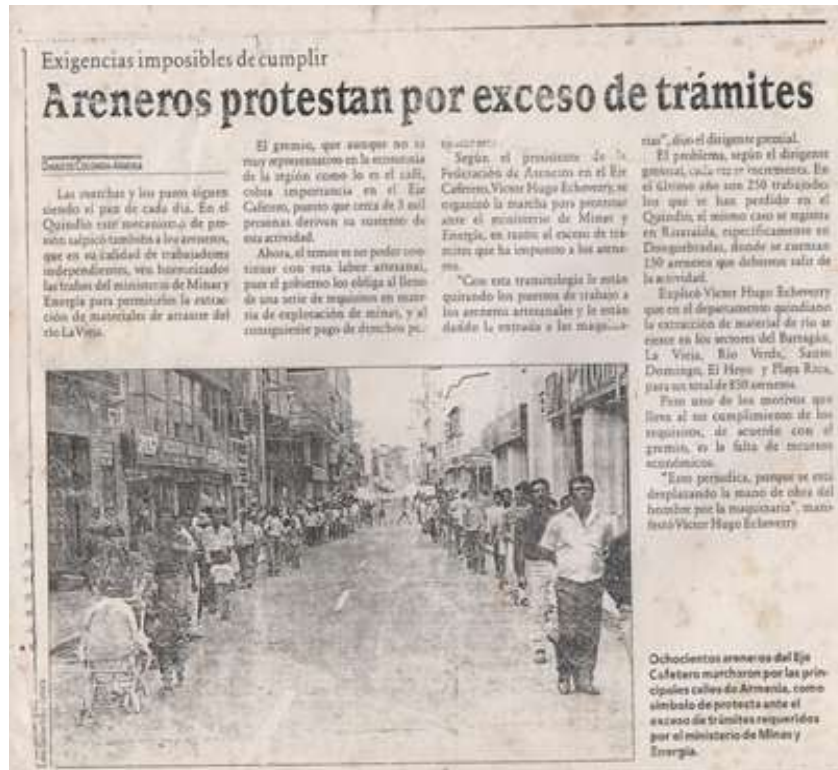 Exigencias imposibles de cumplir
Areneros protestan por exceso de trámites
Las marchas y los paros siguen
siendo el pan de cada día. En el
Quindío este mecanismo de pre-
sión salpicó también a los areneros,
que en su calidad de trabajadores
independientes, ven
las trabas del ministerio de Minas y
Energía para permitirles la extrac-
ción de materiales de arrastre del
río La Vieja.
El gremio, que aunque no es
muy representativo en la economía
de la región como lo es el café,
cobra importancia en el Eje
Cafetero, puesto que cerca de 3 mil
personas derivan su sustento de
esta actividad.
Ahora, el temor es no poder con-
tinuar con esta labor artesanal,
pues el gobierno los obliga al lleno
de una serie de requisitos en mate-
ria de explotación de minas, y al
consiguiente pago de derechos
Según el presidente de la
Federación de Areneros en el Eje
Cafetero, Víctor Hugo Echeverry, se
organizó la marcha para protestar
ante el ministerio de Minas y
Energía, en tanto el exceso de trá-
mites que ha impuesto a los arene-
ros.
"Con esta tramitología le están
quitando los puestos de trabajo a
los areneros artesanales y le están
dando la entrada a las
rias", dijo el dirigente gremial.
El problema, según el dirigente
gremial, cada vez se incrementa. En
el último año son 250 trabajado-
res que se han perdido en el
Quindío, el mismo caso se registra
en Risaralda, específicamente en
Dosquebradas, donde se cuentan
150 areneros que debieron salir de
la actividad.
Explicó Víctor Hugo Echeverry
que en el departamento quindiano
la extracción de material de río se
ejerce en los sectores del Barragán,
La Vieja, Río Verde, Santo
Domingo, El Hoyo y Playa Rica,
para un total de 850 areneros.
Pero uno de los motivos que
lleva al no cumplimiento de los
requisitos, de acuerdo con el
gremio, es la falta de recursos
económicos.
"Esto perjudica, porque se está
desplazando la mano de obra del
hombre por la maquinaria", mani-
festó Víctor Hugo Echeverry.
Ochocientos areneros del Eje
Cafetero marcharon por las prin-
cipales calles de Armenia, como
símbolo de protesta ante el
exceso de trámites requeridos
por el ministerio de Minas y
Energía.